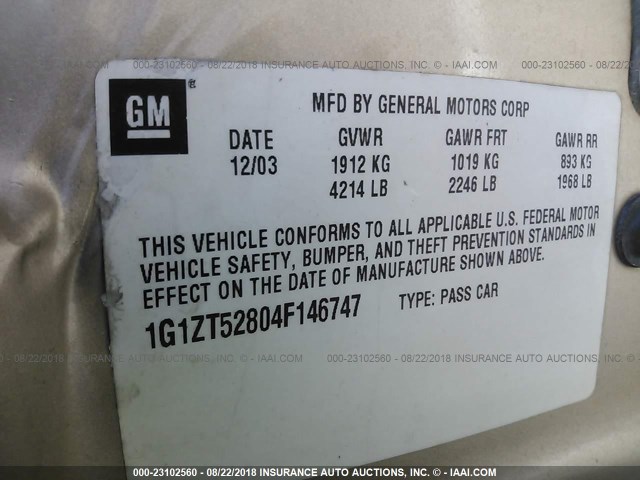 000-23102560 - 08/22/2018 INSURANCE AUTO AUCTIONS, INC. - IAAI.COM
GM
®
MFD BY GENERAL MOTORS CORP
DATE GVWR GAWR FRT GAWR RR
12/03 1912 KG 1019 KG 893 KG
4214 LB 2246 LB 1968 LB
THIS VEHICLE CONFORMS TO ALL APPLICABLE U.S. FEDERAL MOTOR
VEHICLE SAFETY, BUMPER, AND THEFT PREVENTION STANDARDS IN
EFFECT ON THE DATE OF MANUFACTURE SHOWN ABOVE.
1G1ZT52804F146747 TYPE: PASS CAR
000-23102560 - 08/22/2018 INSURANCE AUTO AUCTIONS, INC. - IAAI.COM
000-23102560 - 08/22/2018 INSURANCE AUTO AUCTIONS, INC. - IAAI.COM